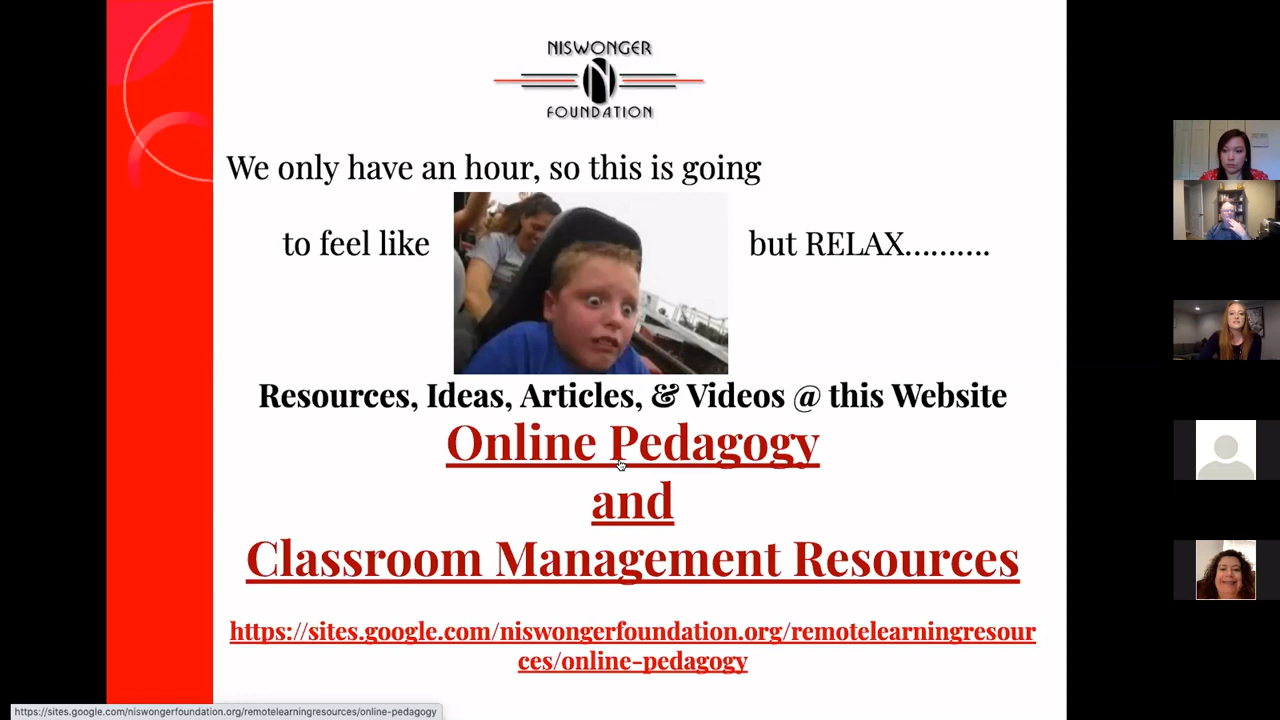 NISWONGER
N
FOUNDATION
We only have an hour, so this is going
to feel like but RELAX..........
Resources, Ideas, Articles, & Videos @ this Website
Online Pedagogy
and
Classroom Management Resources
https://sites.google.com/niswongerfoundation.org/remotelearningresour
ces/online-pedagogy
https://sites.google.com/niswongerfoundation.org/remotelearningresources/online-pedagogy